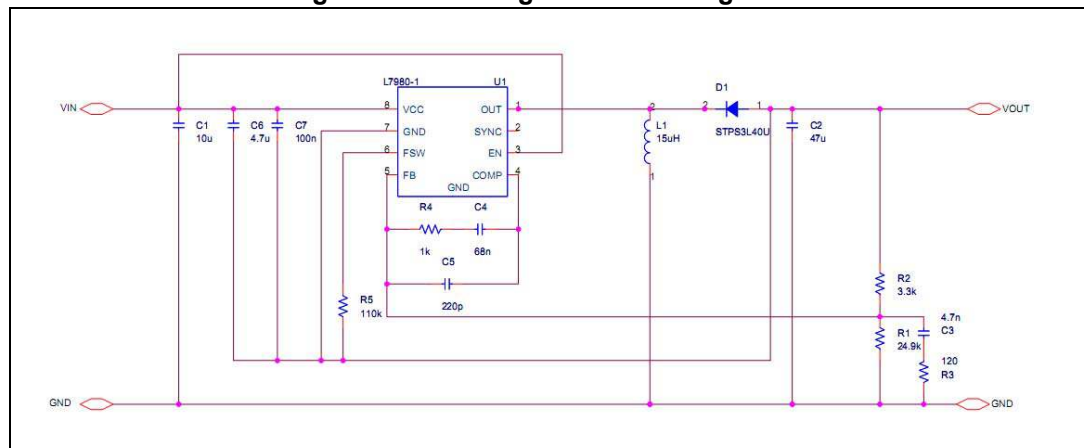 L7980-1 U1
VIN
8 VCC OUT 1
7 GND SYNC 2
6 FSW EN 3
5 FB COMP 4
GND
C1
10u
C6
4.7u
C7
100n
R4
1k
C4
68n
C5
220p
R5
110k
2
L1
15uH
1
D1
2 1
STPS3L40U
C2
47u
VOUT
R2
3.3k
R1
24.9k
4.7n
C3
120
R3
GND
GND